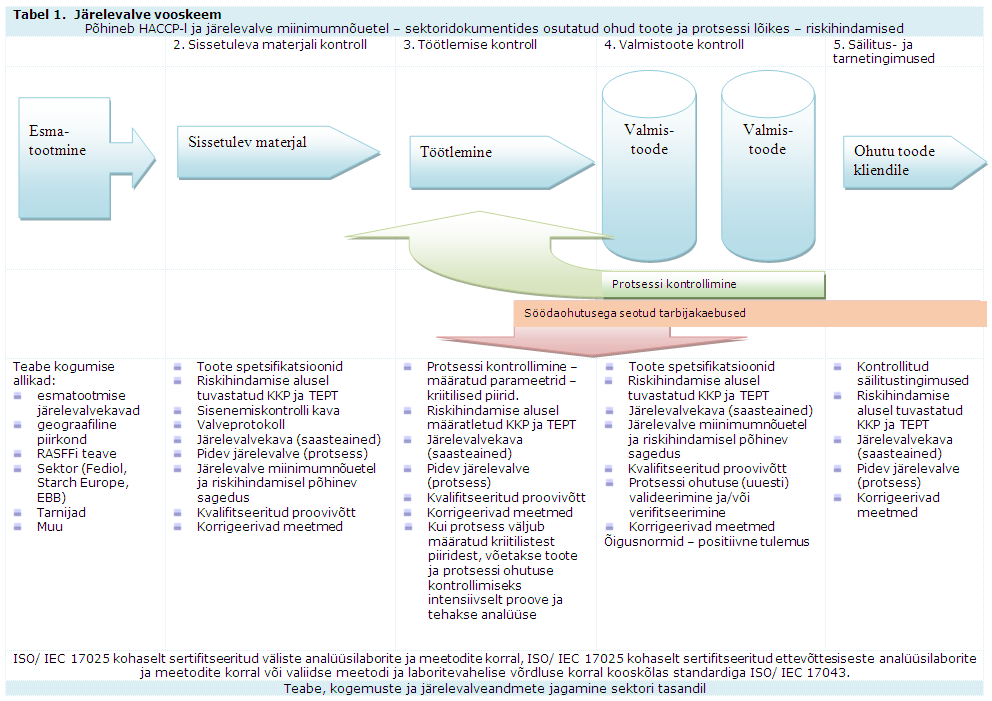 Tabel 1.  Järelevalve vooskeem
Põhineb HACCP-l ja järelevalve miinimumnõuetel – sektoridokumentides osutatud ohud toote ja protsessi lõikes – riskihindamised
2. Sissetuleva materjali kontroll
3. Töötlemise kontroll
4. Valmistoote kontroll
5. Säilitus- ja
tarnetingimused
Esma-
tootmine
Sissetulev materjal
Töötlemine
Valmis-
toode
Valmis-
toode
Ohutu toode
kliendile
Protsessi kontrollimine
Söödaohutusega seotud tarbijakaebused
Teabe kogumise
allikad:
esmatootmise
järelevalvekavad
geograafiline
piirkond
RASFFi teave
Sektor (Fediol,
Starch Europe,
EBB)
Tarnijad
Muu
Toote spetsifikatsioonid
Riskihindamise alusel
tuvastatud KKP ja TEPT
Sisenemiskontrolli kava
Valveprotokoll
Järelevalvekava (saasteained)
Pidev järelevalve (protsess)
Järelevalve miinimumnõuetel
ja riskihindamisel põhinev
sagedus
Kvalifitseeritud proovivõtt
Korrigeerivad meetmed
Protsessi kontrollimine –
määratud parameetrid –
kriitilised piirid.
Riskihindamise alusel
määratletud KKP ja TEPT
Järelevalvekava
(saasteained)
Pidev järelevalve
(protsess)
Kvalifitseeritud proovivõtt
Korrigeerivad meetmed
Kui protsess väljub
määratud kriitilistest
piiridest, võetakse toote
ja protsessi ohutuse
kontrollimiseks
intensiivselt proove ja
tehakse analüüse
Toote spetsifikatsioonid
Riskihindamise alusel
tuvastatud KKP ja TEPT
Järelevalvekava (saasteained)
Järelevalve miinimumnõuetel
ja riskihindamisel põhinev
sagedus
Kvalifitseeritud proovivõtt
Protsessi ohutuse (uuesti)
valideerimine ja/või
verifitseerimine
Korrigeerivad meetmed
Õigusnormid – positiivne tulemus
Kontrollitud
säilitustingimused
Riskihindamise
alusel tuvastatud
KKP ja TEPT
Järelevalvekava
(saasteained)
Pidev järelevalve
(protsess)
Korrigeerivad
meetmed
ISO/ IEC 17025 kohaselt sertifitseeritud väliste analüüsilaborite ja meetodite korral, ISO/ IEC 17025 kohaselt sertifitseeritud ettevõttesiseste analüüsilaborite
ja meetodite korral või valiidse meetodi ja laboritevahelise võrdluse korral kooskõlas standardiga ISO/ IEC 17043.
Teabe, kogemuste ja järelevalveandmete jagamine sektori tasandil